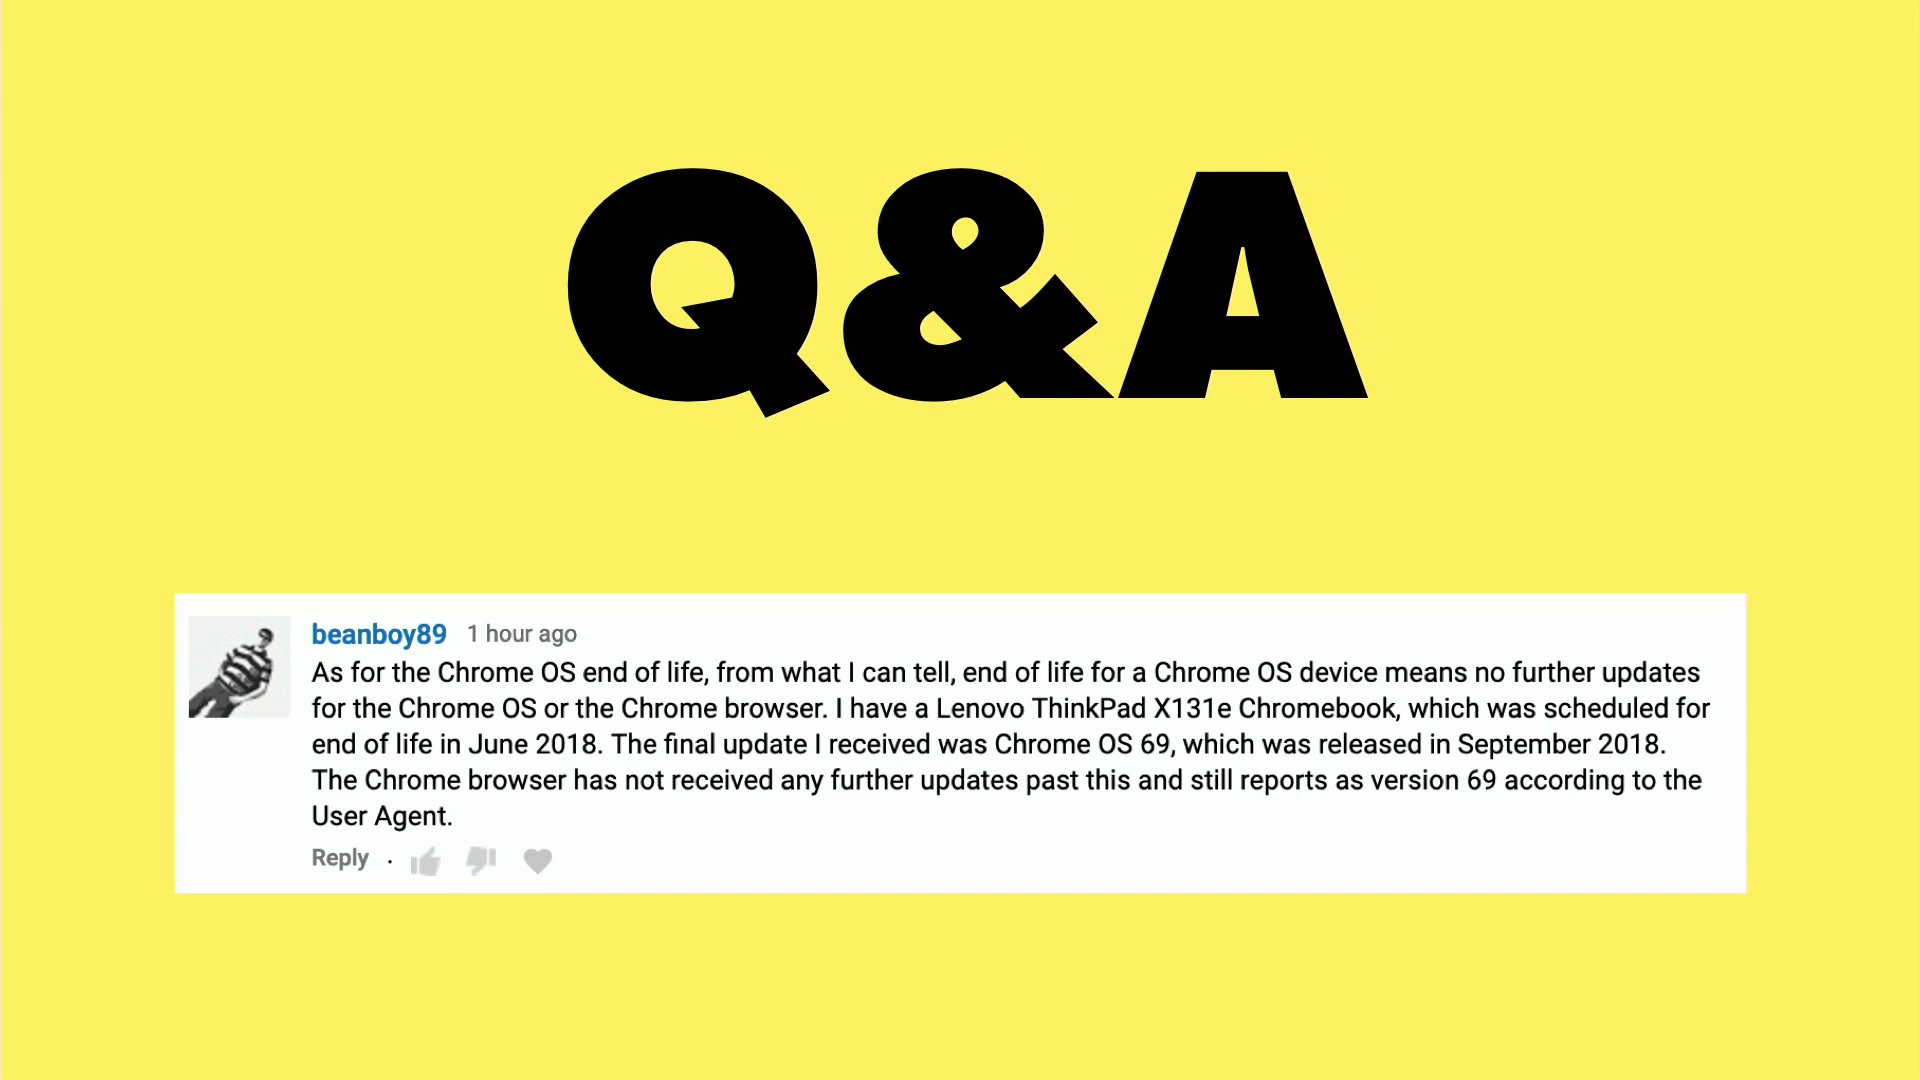 Q&A
beanboy89 1 hour ago
As for the Chrome OS end of life, from what I can tell, end of life for a Chrome OS device means no further updates
for the Chrome OS or the Chrome browser. I have a Lenovo ThinkPad X131e Chromebook, which was scheduled for
end of life in June 2018. The final update I received was Chrome OS 69, which was released in September 2018.
The Chrome browser has not received any further updates past this and still reports as version 69 according to the
User Agent.
Reply ·